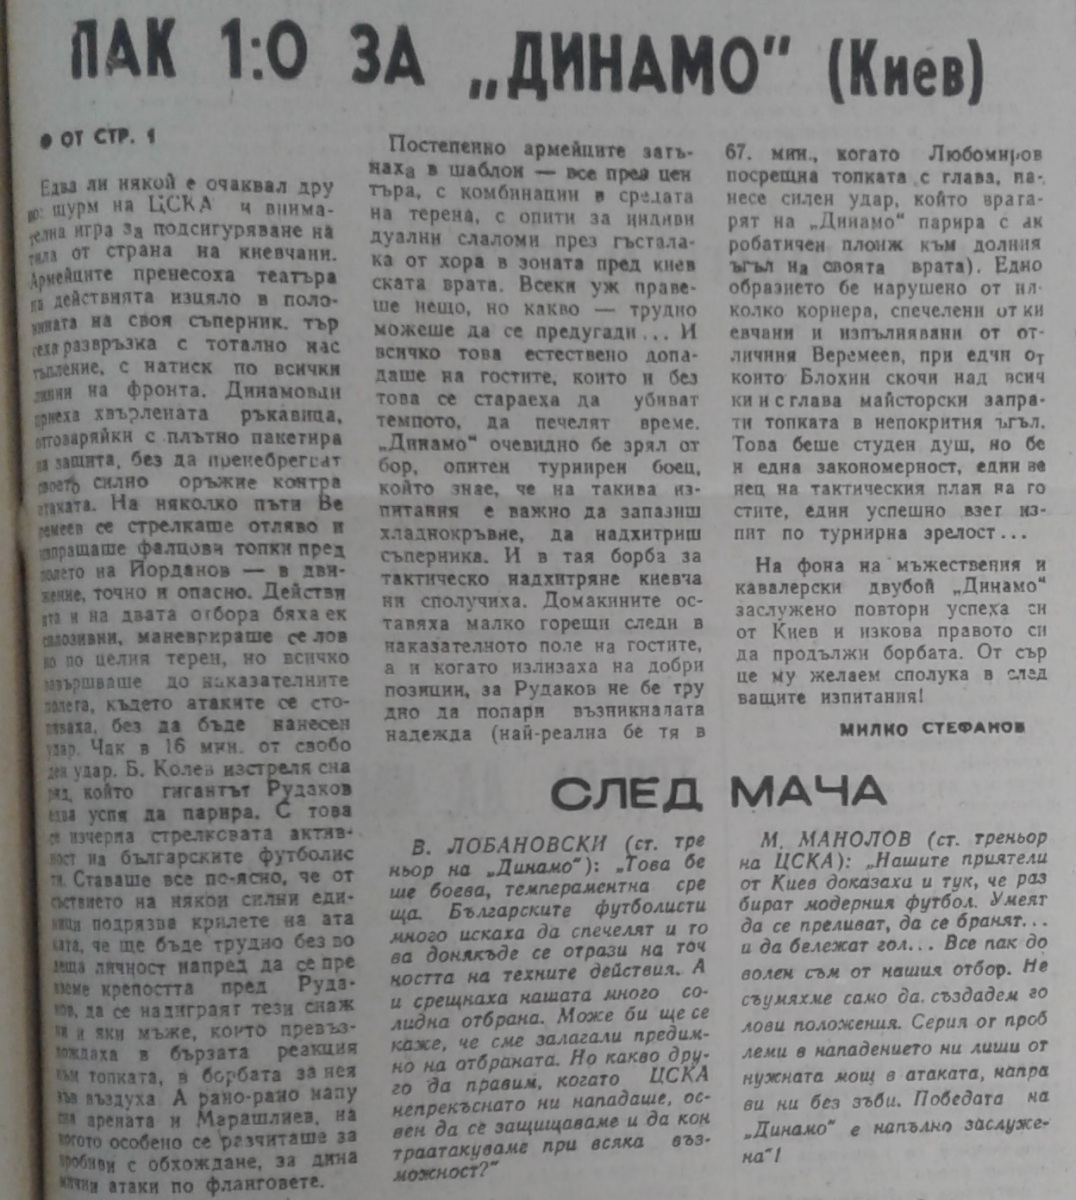 ПАК 1:0 ЗА „ДИНАМО“ (Киев)
● ОТ СТР. 1
Едва ли някой е очаквал дру
го: щурм на ЦСКА и внима-
телна игра за подсигуряване на
тила от страна на киевчани.
Армейците пренесоха театъра
на действията изцяло в поло-
вината на своя съперник, тър
сеха развръзка с тотално нас
тъпление, с натиск по всички
линии на фронта. Динамовци
приеха хвърлената ръкавица,
отговаряйки с плътно пакетира
на защита, без да пренебрегват
своето силно оръжие контра
атаката. На няколко пъти Ве
ремеев се стрелкаше отляво и
изпращаше фалцови топки пред
полето на Йорданов — в дви-
жение, точно и опасно. Действи
ята и на двата отбора бяха ек
сплозивни, маневрираше се лов
ко по целия терен, но всичко
завършваше до наказателните
полета, където атаките се сто-
пяваха, без да бъде нанесен
удар. Чак в 16 мин. от свобо
ден удар. Б. Колев изстреля сна
ряд, който гигантът Рудаков
едва успя да парира. С това
се изчерпа стрелковата актив-
ност на българските футболис
ти. Ставаше все по-ясно, че от
съствието на някои силни еди-
ници подрязва крилете на ата
ката, че ще бъде трудно без во
деща личност напред да се пре
вземе крепостта пред Руда-
ков, да се надиграят тези снаж
ни и яки мъже, които превъз-
хождаха в бързата реакция
към топката, в борбата за нея
във въздуха. А рано-рано напу
сна арената и Марашлиев, на
когото особено се разчиташе за
пробиви с обхождане, за дина
мични атаки по фланговете.
Постепенно армейците затъ-
наха в шаблон — все през цен
търа, с комбинации в средата
на терена, с опити за индиви
дуални слаломи през гъстала-
ка от хора в зоната пред киев
ската врата. Всеки уж праве-
ше нещо, но какво — трудно
можеше да се предугади... И
всичко това естествено допа-
даше на гостите, които и без
това се стараеха да убиват
темпото, да печелят време.
„Динамо“ очевидно бе зрял от
бор, опитен турнирен боец,
който знае, че на такива из-
питания е важно да запазиш
хладнокръвие, да надхитриш
съперника. И в тая борба за
тактическо надхитряне киевча
ни сполучиха. Домакините ос-
тавяха малко горещи следи в
наказателното поле на гостите,
а и когато излизаха на добри
позиции, за Рудаков не бе тру
дно да попари възникналата
надежда (най-реална бе тя в
67. мин., когато Любомиров
посрещна топката с глава, на-
несе силен удар, който врата-
рят на „Динамо“ парира с ак
робатичен плонж към долния
ъгъл на своята врата). Едно
образието бе нарушено от ня-
колко корнера, спечелени от ки
евчани и изпълнявани от от-
личния Веремеев, при един от
които Блохин скочи над всич
ки и с глава майсторски запра-
ти топката в непокрития ъгъл.
Това беше студен душ, но бе
и една закономерност, един ве
нец на тактическия план на го
стите, един успешно взет из-
пит по турнирна зрелост...
На фона на мъжествения и
кавалерски двубой „Динамо“
заслужено повтори успеха си
от Киев и изкова правото си
да продължи борбата. От сър
це му желаем сполука в след
ващите изпитания!
МИЛКО СТЕФАНОВ
СЛЕД МАЧА
В. ЛОБАНОВСКИ (ст. тре
ньор на „Динамо“): „Това бе
ше боева, темпераментна сре
ща. Българските футболисти
много искаха да спечелят и то
ва донякъде се отрази на точ
ността на техните действия. А
и срещнаха нашата много со-
лидна отбрана. Може би ще се
каже, че сме залагали предим-
но на отбраната. Но какво дру-
го да правим, когато ЦСКА
непрекъснато ни нападаше, ос-
вен да се защищаваме и да кон
траатакуваме при всяка въз-
можност?“
М. МАНОЛОВ (ст. треньор
на ЦСКА): „Нашите приятели
от Киев доказаха и тук, че раз
бират модерния футбол. Умеят
да се преливат, да се бранят...
и да бележат гол... Все пак до
волен съм от нашия отбор. Не
съумяхме само да създадем го
лови положения. Серия от проб
леми в нападението ни лиши от
нужната мощ в атаката, напра
ви ни без зъби. Победата на
„Динамо“ е напълно заслуже-
на“!